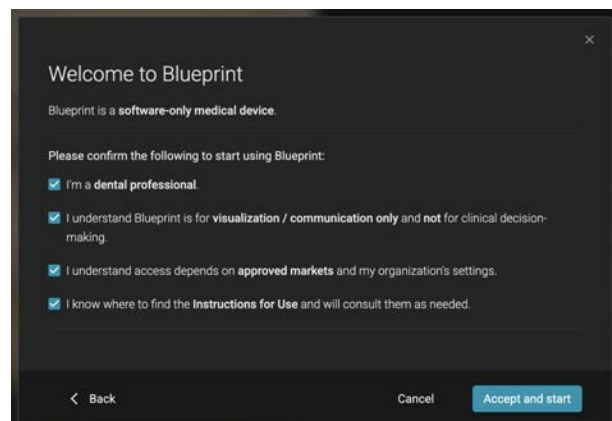 Welcome to Blueprint
Blueprint is a software-only medical device.
Please confirm the following to start using Blueprint:
I'm a dental professional.
I understand Blueprint is for visualization / communication only and not for clinical decision-
making.
I understand access depends on approved markets and my organization's settings.
I know where to find the Instructions for Use and will consult them as needed.
Back
Cancel
Accept and start